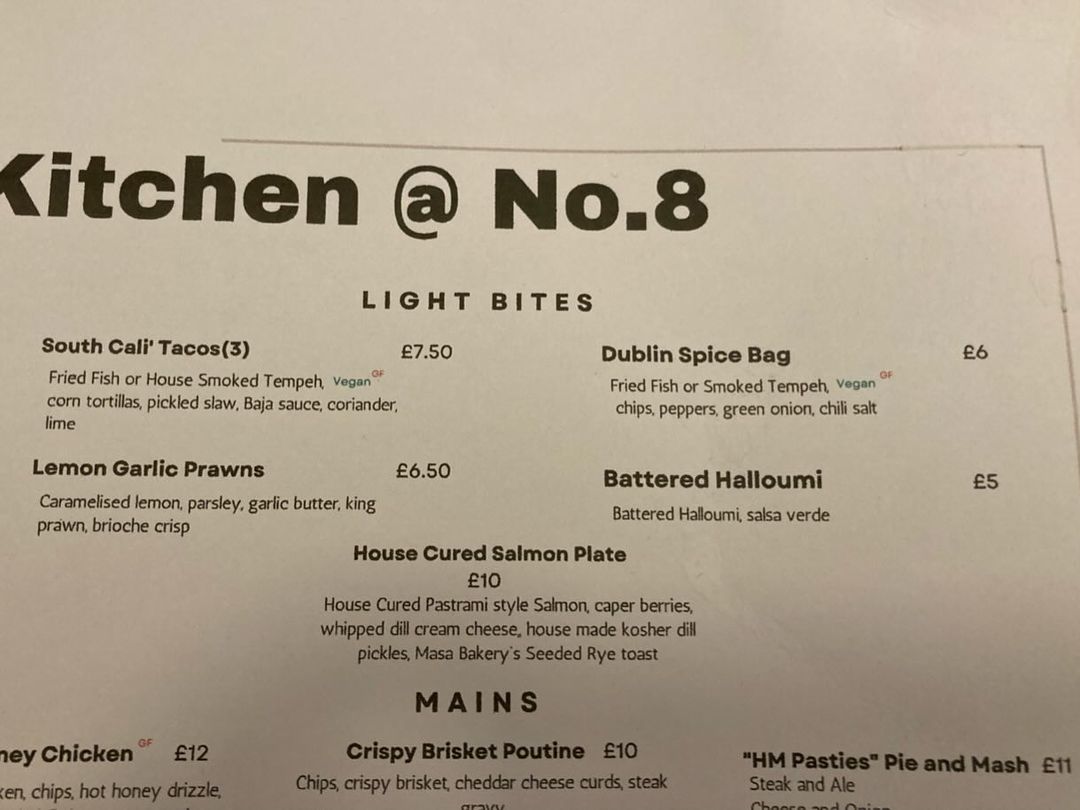 Kitchen @ No.8
LIGHT BITES
South Cali' Tacos(3) £7.50
Fried Fish or House Smoked Tempeh, Vegan GF
corn tortillas, pickled slaw, Baja sauce, coriander,
lime
Dublin Spice Bag £6
Fried Fish or Smoked Tempeh, Vegan GF
chips, peppers, green onion, chili salt
Lemon Garlic Prawns £6.50
Caramelised lemon, parsley, garlic butter, king
prawn, brioche crisp
Battered Halloumi £5
Battered Halloumi, salsa verde
House Cured Salmon Plate
£10
House Cured Pastrami style Salmon, caper berries,
whipped dill cream cheese, house made kosher dill
pickles, Masa Bakery's Seeded Rye toast
MAINS
Chicken GF £12
chips, hot honey drizzle,
Crispy Brisket Poutine £10
Chips, crispy brisket, cheddar cheese curds, steak
gravy
"HM Pasties" Pie and Mash £11
Steak and Ale
Cheese and Onion